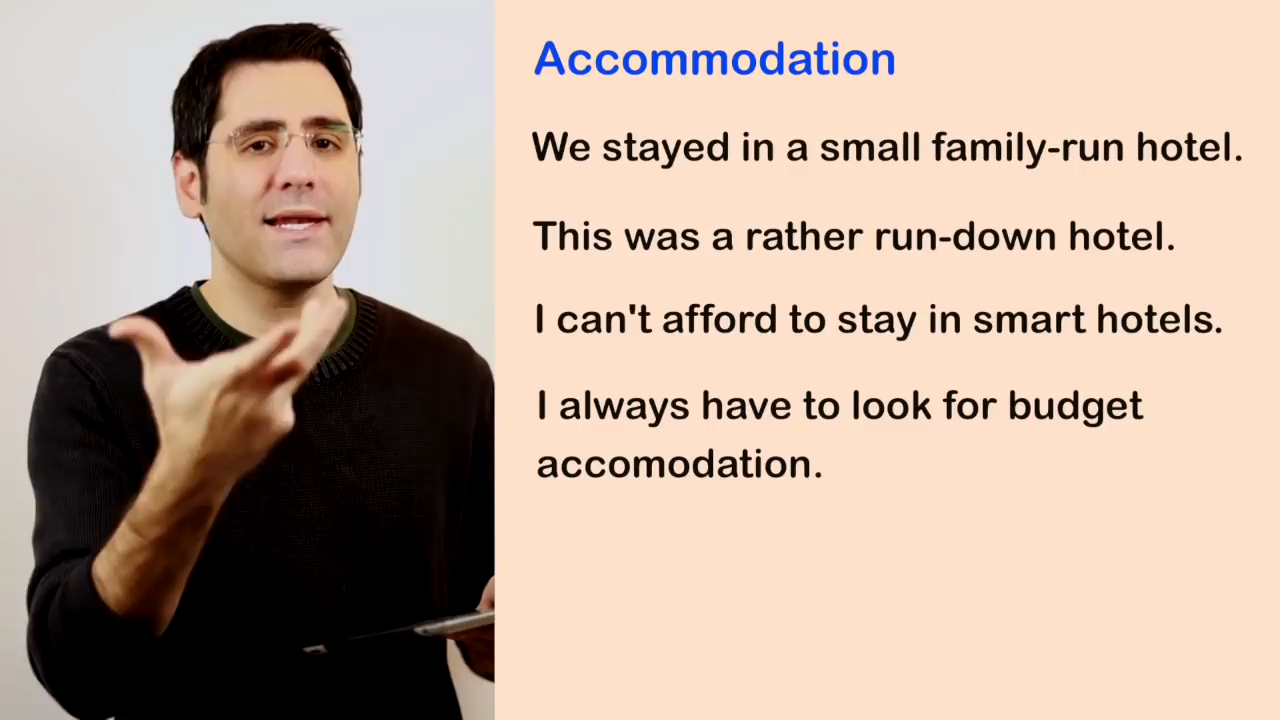 Accommodation
We stayed in a small family-run hotel.
This was a rather run-down hotel.
I can't afford to stay in smart hotels.
I always have to look for budget
accomodation.